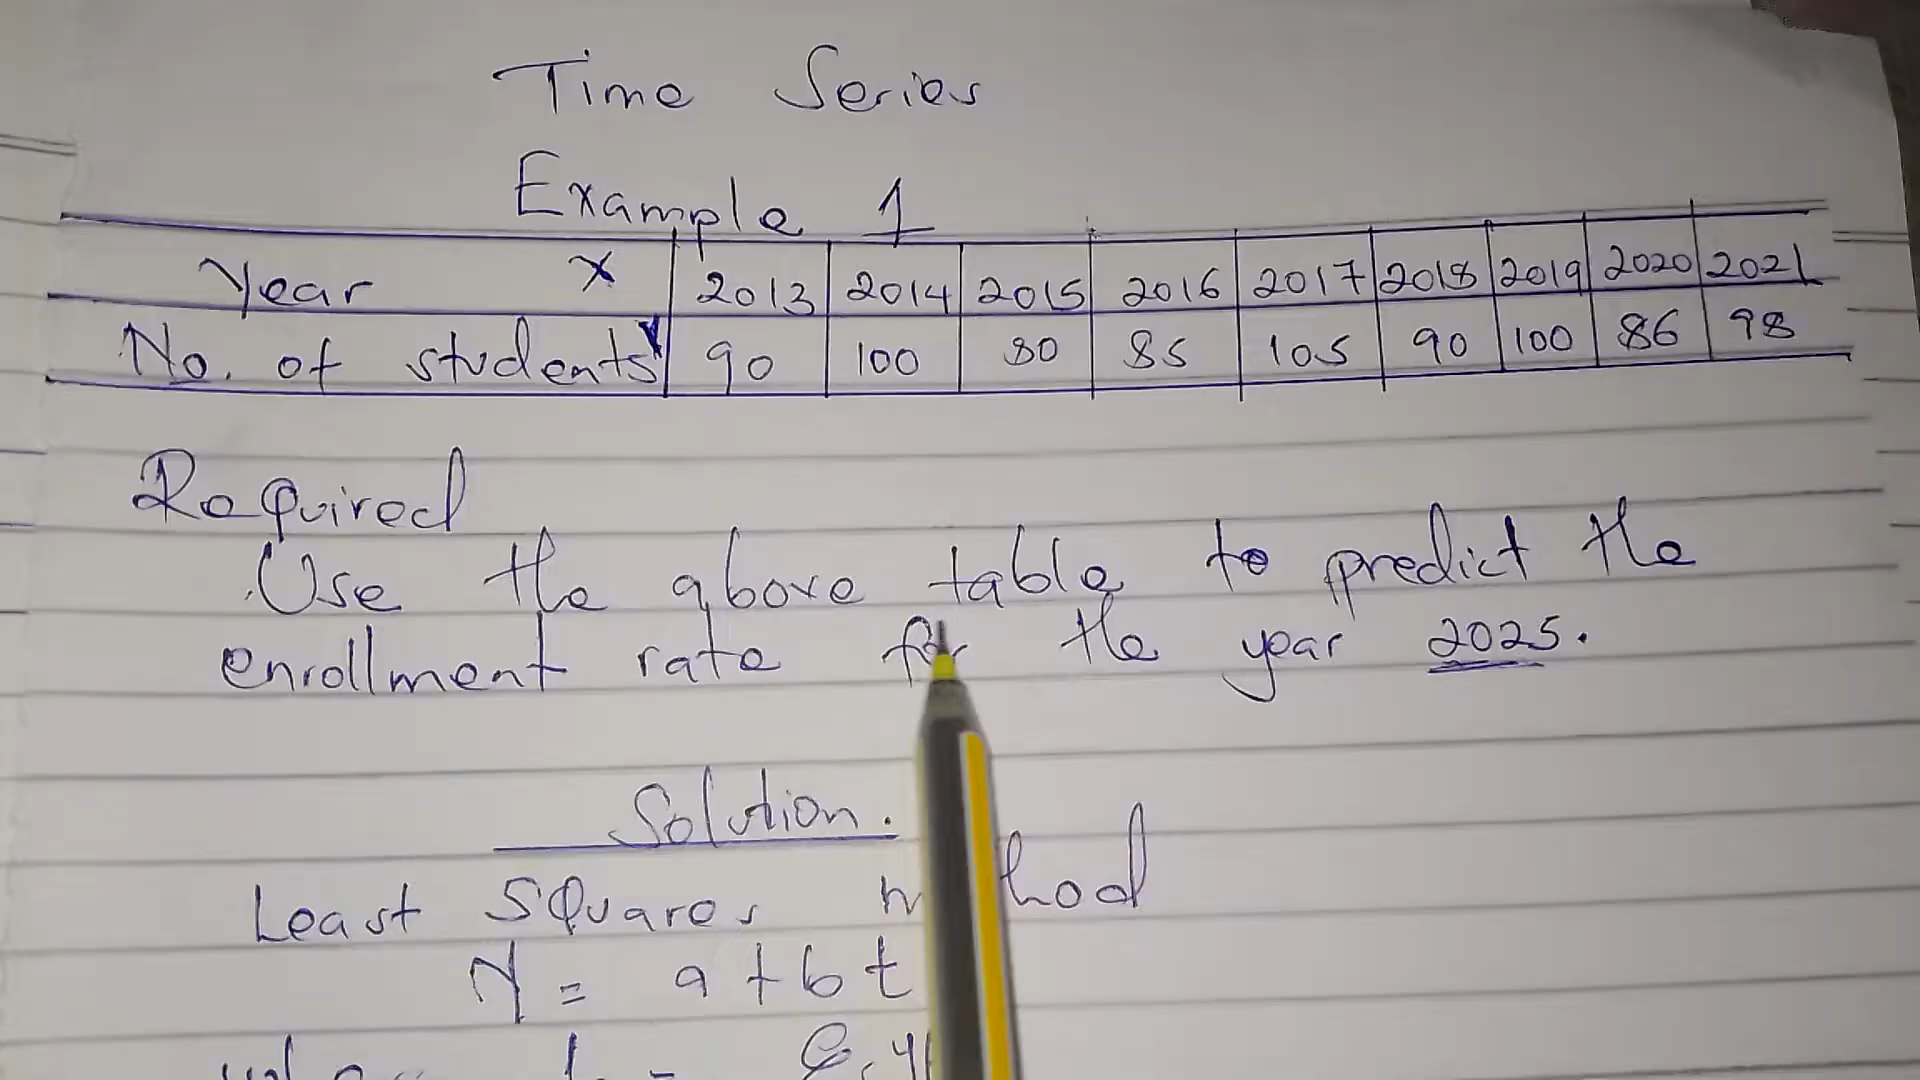 Time Series
Example 1
Year X 2013 2014 2015 2016 2017 2018 2019 2020 2021
No. of students Y 90 100 80 85 105 90 100 86 98
Required
Use the above table to predict the
enrollment rate for the year 2025.
Solution.
Least Squares
Y = a + b t